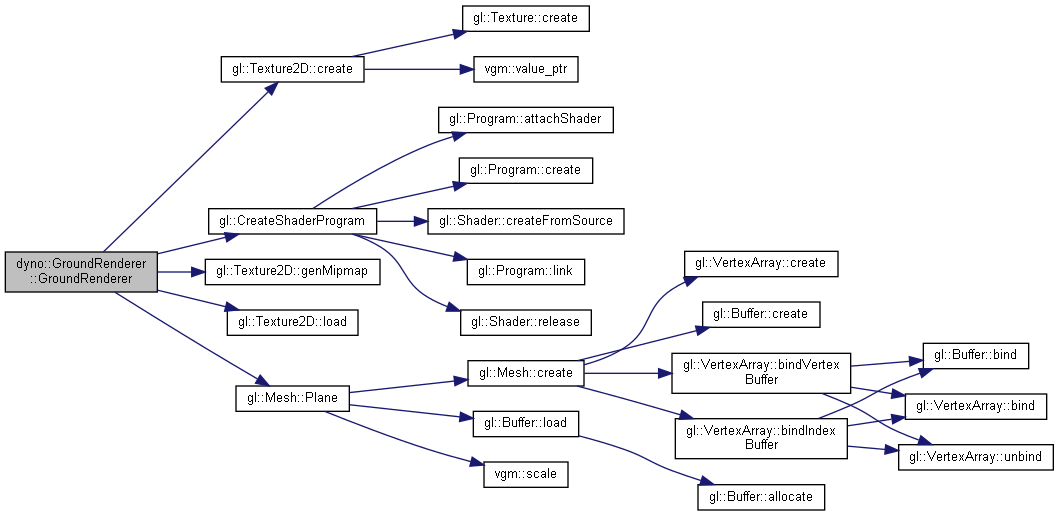 gl::Texture::create
gl::Texture2D::create
vgm::value_ptr
gl::Program::attachShader
gl::Program::create
gl::CreateShaderProgram
gl::Shader::createFromSource
dyno::GroundRenderer
::GroundRenderer
gl::Texture2D::genMipmap
gl::Program::link
gl::VertexArray::create
gl::Texture2D::load
gl::Shader::release
gl::Buffer::create
gl::Mesh::Plane
gl::Mesh::create
gl::VertexArray::bindVertex
Buffer
gl::Buffer::bind
gl::Buffer::load
gl::VertexArray::bindIndex
Buffer
gl::VertexArray::bind
gl::VertexArray::unbind
vgm::scale
gl::Buffer::allocate